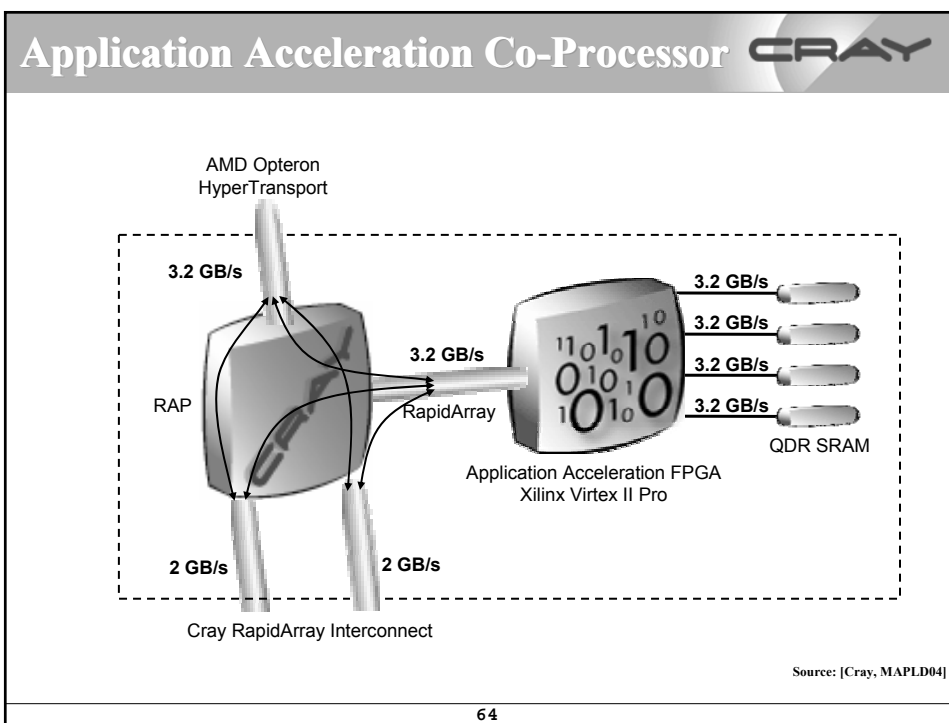 Application Acceleration Co-Processor CRAY
AMD Opteron
HyperTransport
3.2 GB/s
3.2 GB/s
3.2 GB/s
3.2 GB/s
3.2 GB/s
3.2 GB/s
RAP
RapidArray
CRAY
QDR SRAM
Application Acceleration FPGA
Xilinx Virtex II Pro
2 GB/s
2 GB/s
Cray RapidArray Interconnect
Source: [Cray, MAPLD04]
64